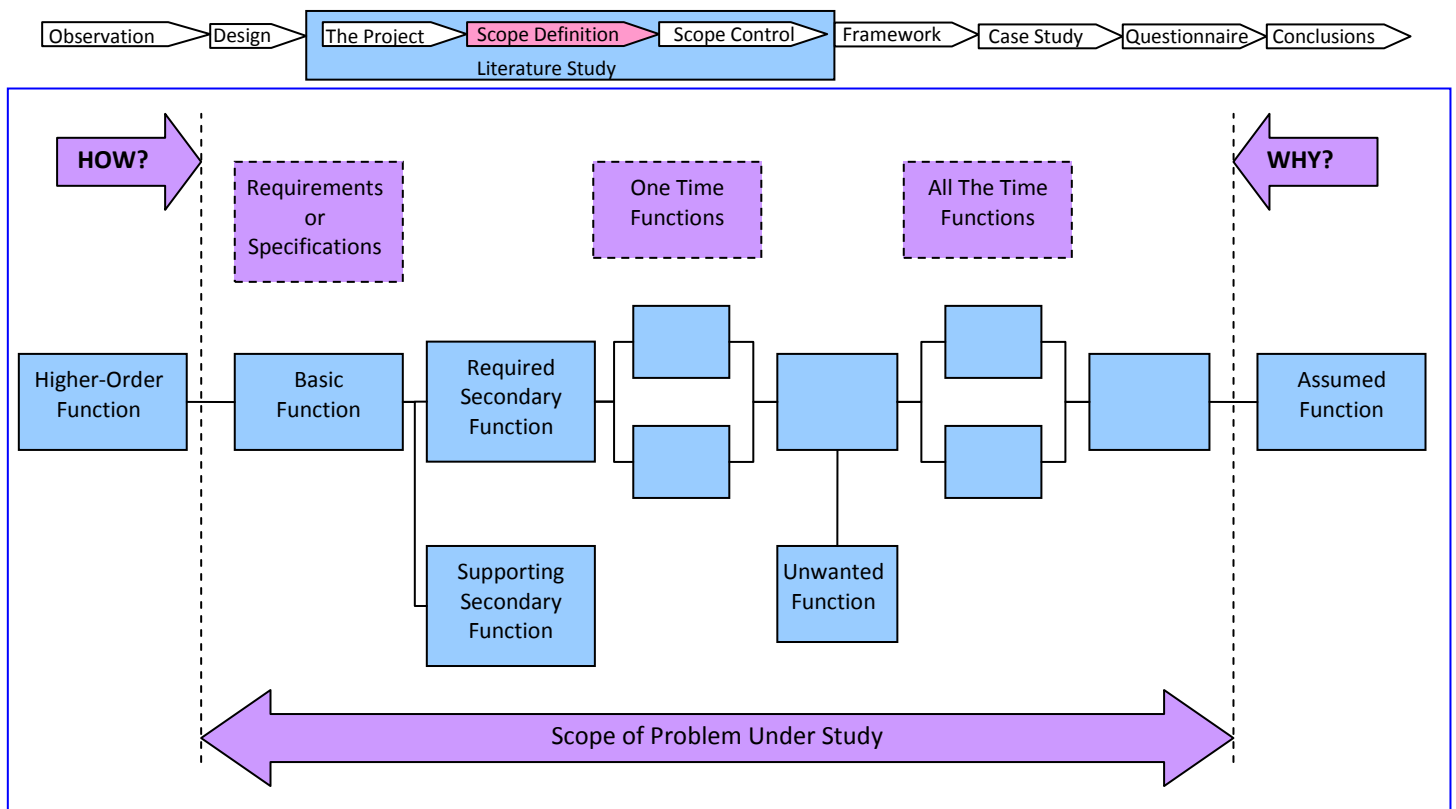 Observation
Design
The Project
Scope Definition
Scope Control
Framework
Case Study
Questionnaire
Conclusions
Literature Study
HOW?
WHY?
Requirements
or
Specifications
One Time
Functions
All The Time
Functions
Higher-Order
Function
Basic
Function
Required
Secondary
Function
Assumed
Function
Supporting
Secondary
Function
Unwanted
Function
Scope of Problem Under Study